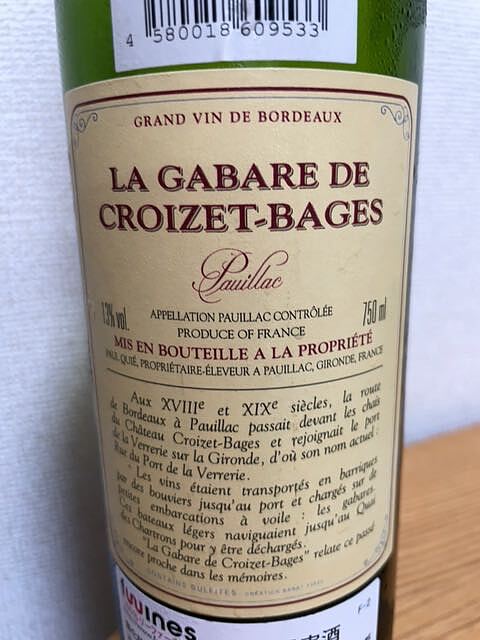 4 580018 609533
GRAND VIN DE BORDEAUX
LA GABARE DE
CROIZET-BAGES
Pauillac
13% vol.
APPELLATION PAUILLAC CONTRÔLÉE
750 ml
PRODUCE OF FRANCE
MIS EN BOUTEILLE A LA PROPRIÉTÉ
PAUL QUIÉ, PROPRIÉTAIRE-ÉLEVEUR A PAUILLAC, GIRONDE, FRANCE
Aux XVIIIe et XIXe siècles, la route
de Bordeaux à Pauillac passait devant les chais
du Château Croizet-Bages et rejoignait le port
de la Verrerie sur la Gironde, d'où son nom actuel :
Rue du Port de la Verrerie.
Les vins étaient transportés en barriques
par des bouviers jusqu'au port et chargés sur de
petites embarcations à voile : les gabares.
Ces bateaux légers naviguaient jusqu'au Quai
des Chartrons pour y être déchargés.
"La Gabare de Croizet-Bages" relate ce passé
encore proche dans les mémoires.
CONTAINS SULFITES
F-2